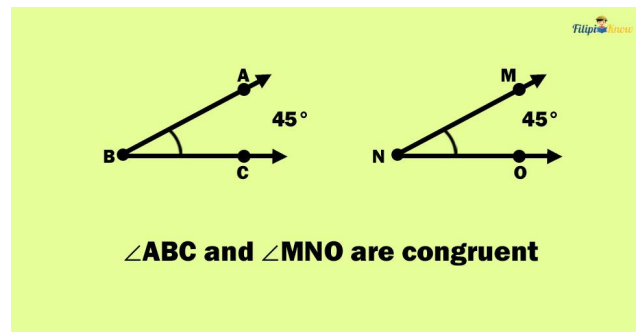 FilipiKnow
A
M
45°
45°
B
N
C
O
∠ABC and ∠MNO are congruent